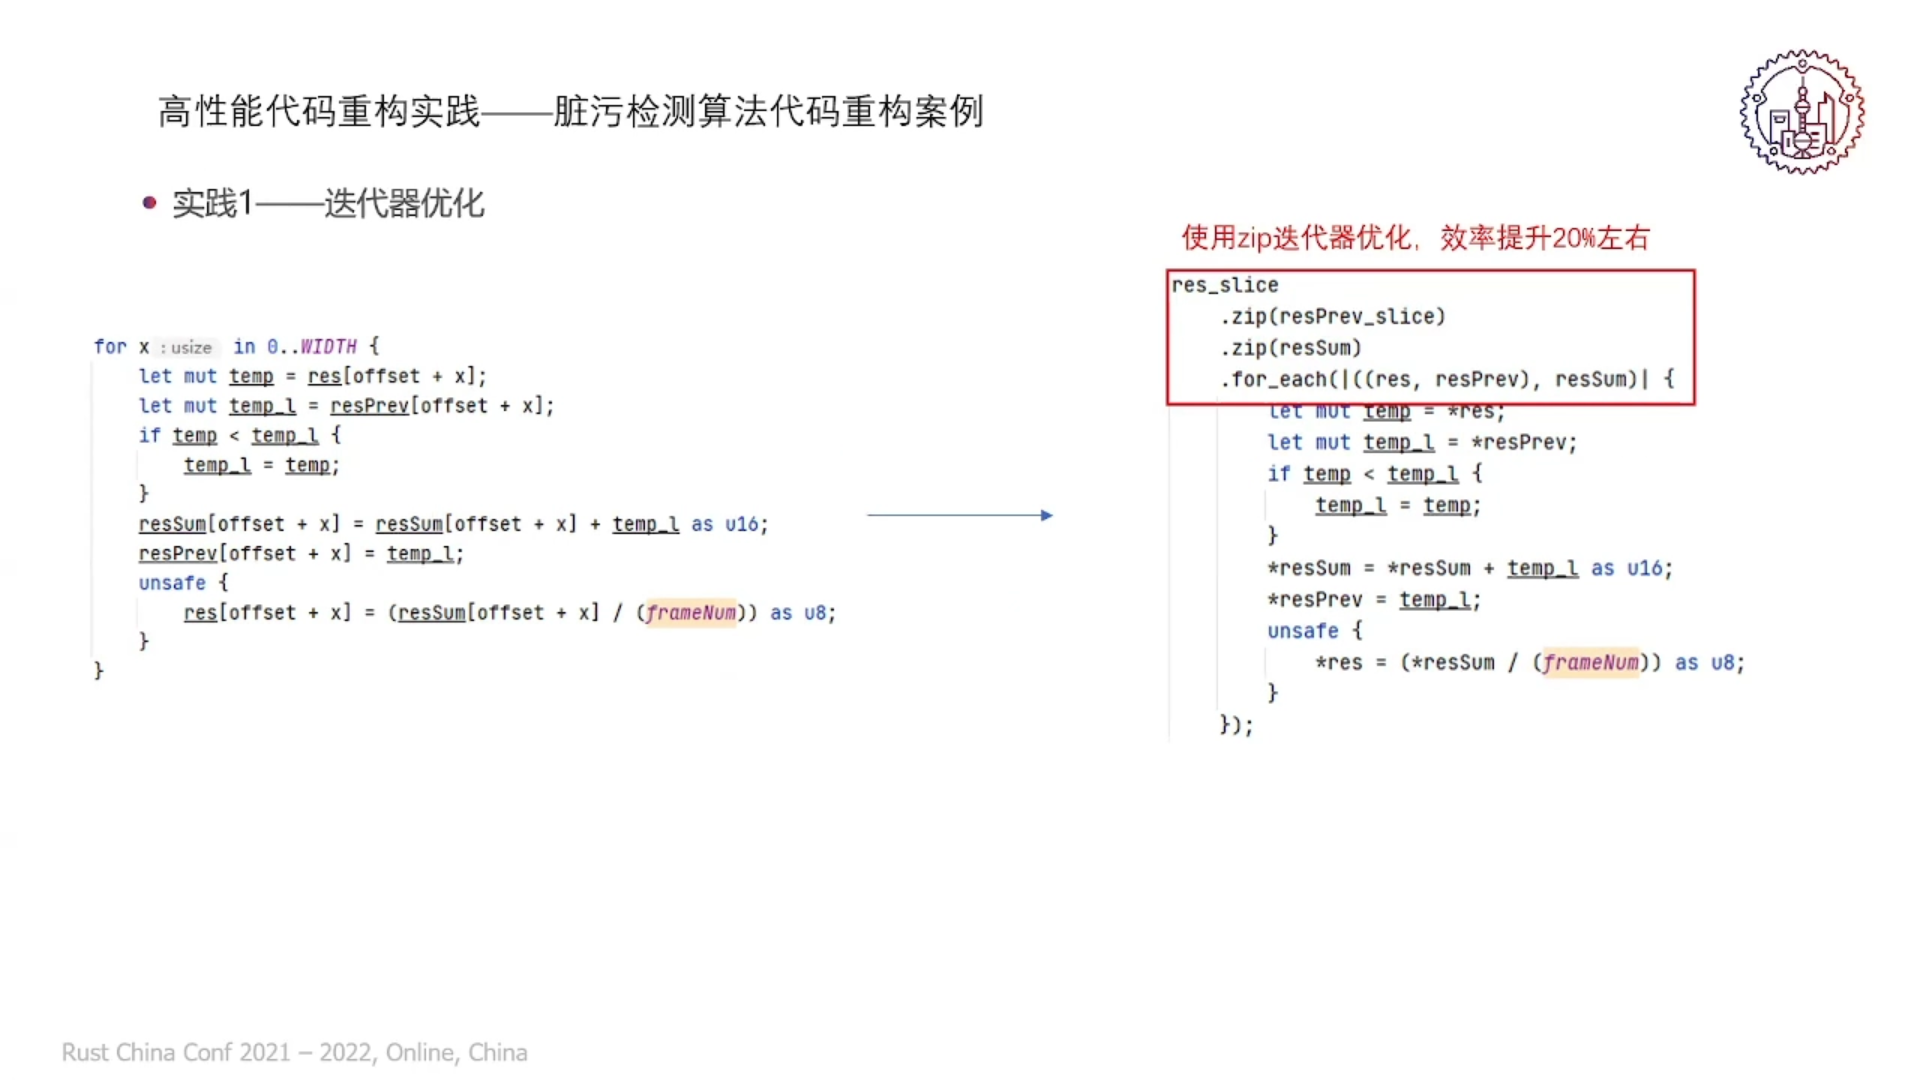 高性能代码重构实践——脏污检测算法代码重构案例
实践1——迭代器优化
for x : usize in 0..WIDTH {
let mut temp = res[offset + x];
let mut temp_l = resPrev[offset + x];
if temp < temp_l {
temp_l = temp;
}
resSum[offset + x] = resSum[offset + x] + temp_l as u16;
resPrev[offset + x] = temp_l;
unsafe {
res[offset + x] = (resSum[offset + x] / (frameNum)) as u8;
}
}
使用zip迭代器优化，效率提升20%左右
res_slice
.zip(resPrev_slice)
.zip(resSum)
.for_each(|((res, resPrev), resSum)| {
let mut temp = *res;
let mut temp_l = *resPrev;
if temp < temp_l {
temp_l = temp;
}
*resSum = *resSum + temp_l as u16;
*resPrev = temp_l;
unsafe {
*res = (*resSum / (frameNum)) as u8;
}
});
Rust China Conf 2021 – 2022, Online, China